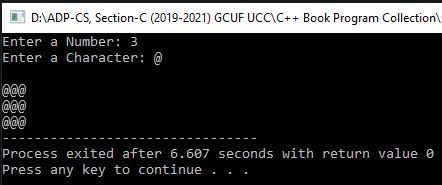 D:\ADP-CS, Section-C (2019-2021) GCUF UCC\C++ Book Program Collection\
Enter a Number: 3
Enter a Character: @
@@@
@@@
@@@
--------------------------------
Process exited after 6.607 seconds with return value 0
Press any key to continue . . .